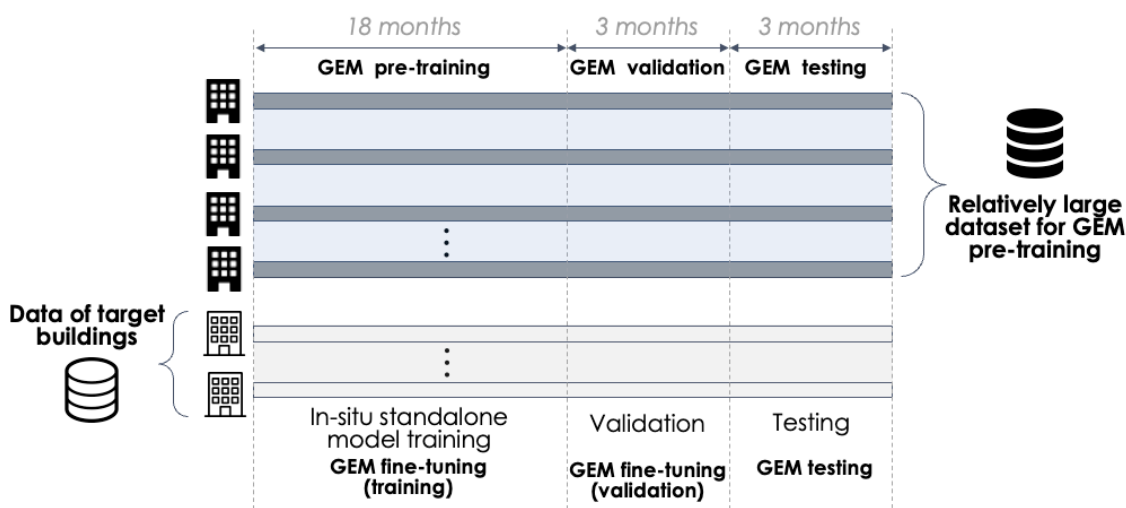 18 months
3 months
3 months
GEM pre-training
GEM validation
GEM testing
Relatively large
dataset for GEM
pre-training
Data of target
buildings
In-situ standalone
model training
Validation
Testing
GEM fine-tuning
(training)
GEM fine-tuning
(validation)
GEM testing